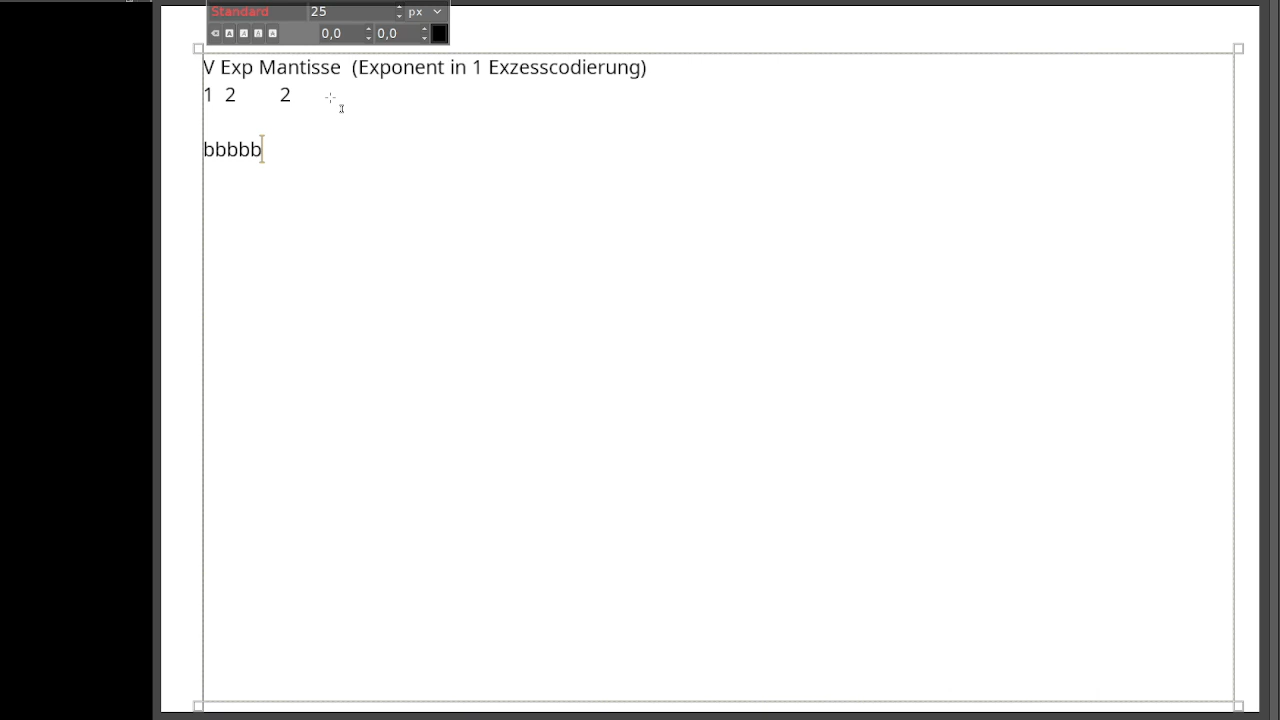 Standard 25 px
0,0 0,0
V Exp Mantisse (Exponent in 1 Exzesscodierung)
1 2 2
bbbbb